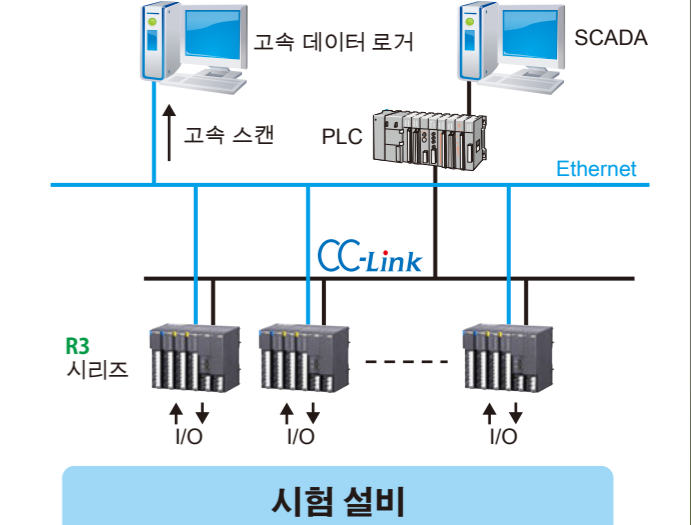 고속 데이터 로거
SCADA
고속 스캔
PLC
Ethernet
CC-Link
R3
시리즈
I/O
I/O
I/O
시험 설비